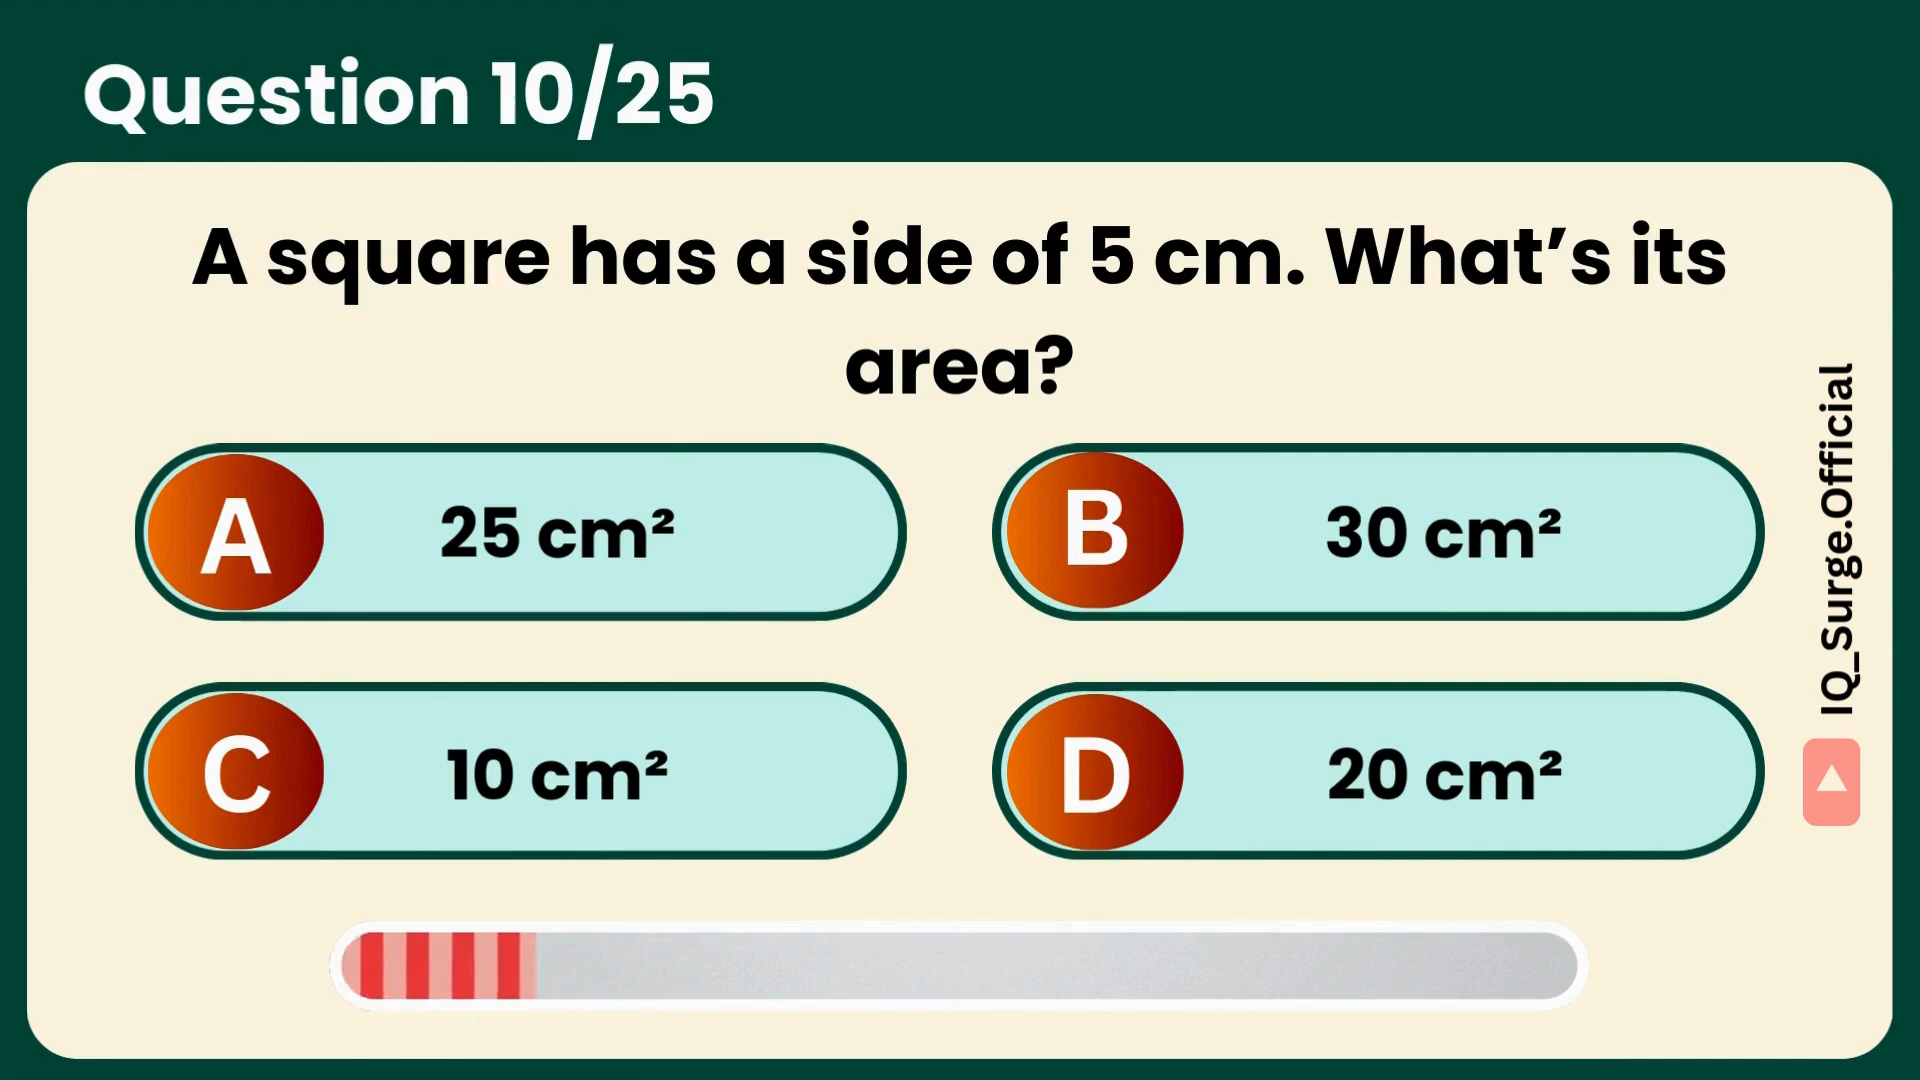 Question 10/25
A square has a side of 5 cm. What’s its
area?
A 25 cm²
B 30 cm²
C 10 cm²
D 20 cm²
IQ_Surge.Official